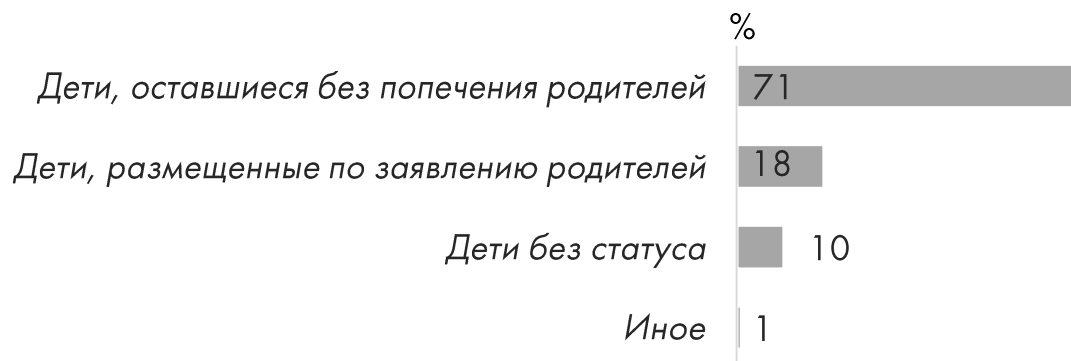 %
Дети, оставшиеся без попечения родителей 71
Дети, размещенные по заявлению родителей 18
Дети без статуса 10
Иное 1